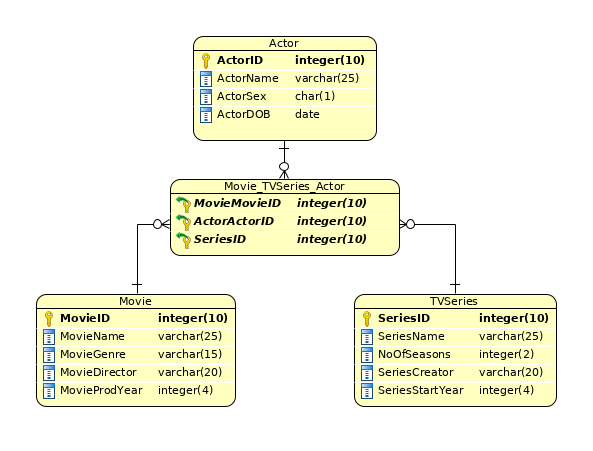 Actor
ActorID integer(10)
ActorName varchar(25)
ActorSex char(1)
ActorDOB date
Movie_TVSeries_Actor
MovieMovieID integer(10)
ActorActorID integer(10)
SeriesID integer(10)
Movie
MovieID integer(10)
MovieName varchar(25)
MovieGenre varchar(15)
MovieDirector varchar(20)
MovieProdYear integer(4)
TVSeries
SeriesID integer(10)
SeriesName varchar(25)
NoOfSeasons integer(2)
SeriesCreator varchar(20)
SeriesStartYear integer(4)